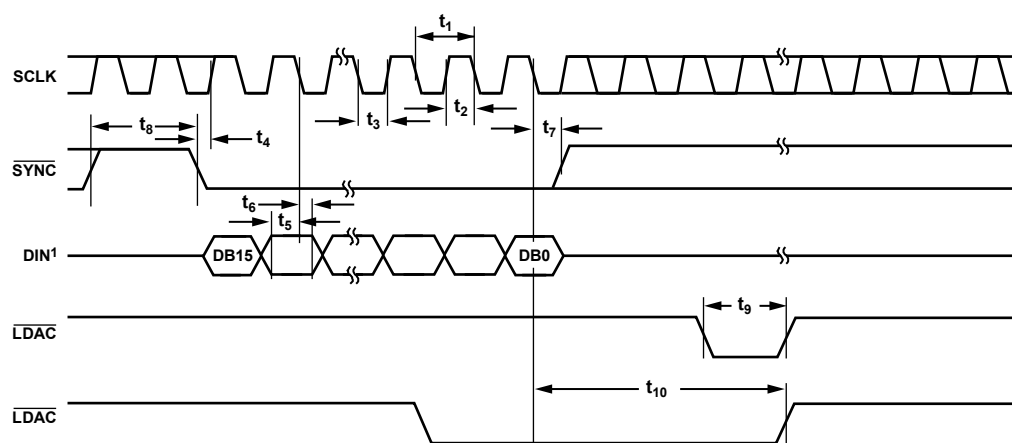 t1
SCLK
t2
t3
t8
t4
t7
SYNC
t6
t5
DIN1
DB15
DB0
t9
LDAC
t10
LDAC